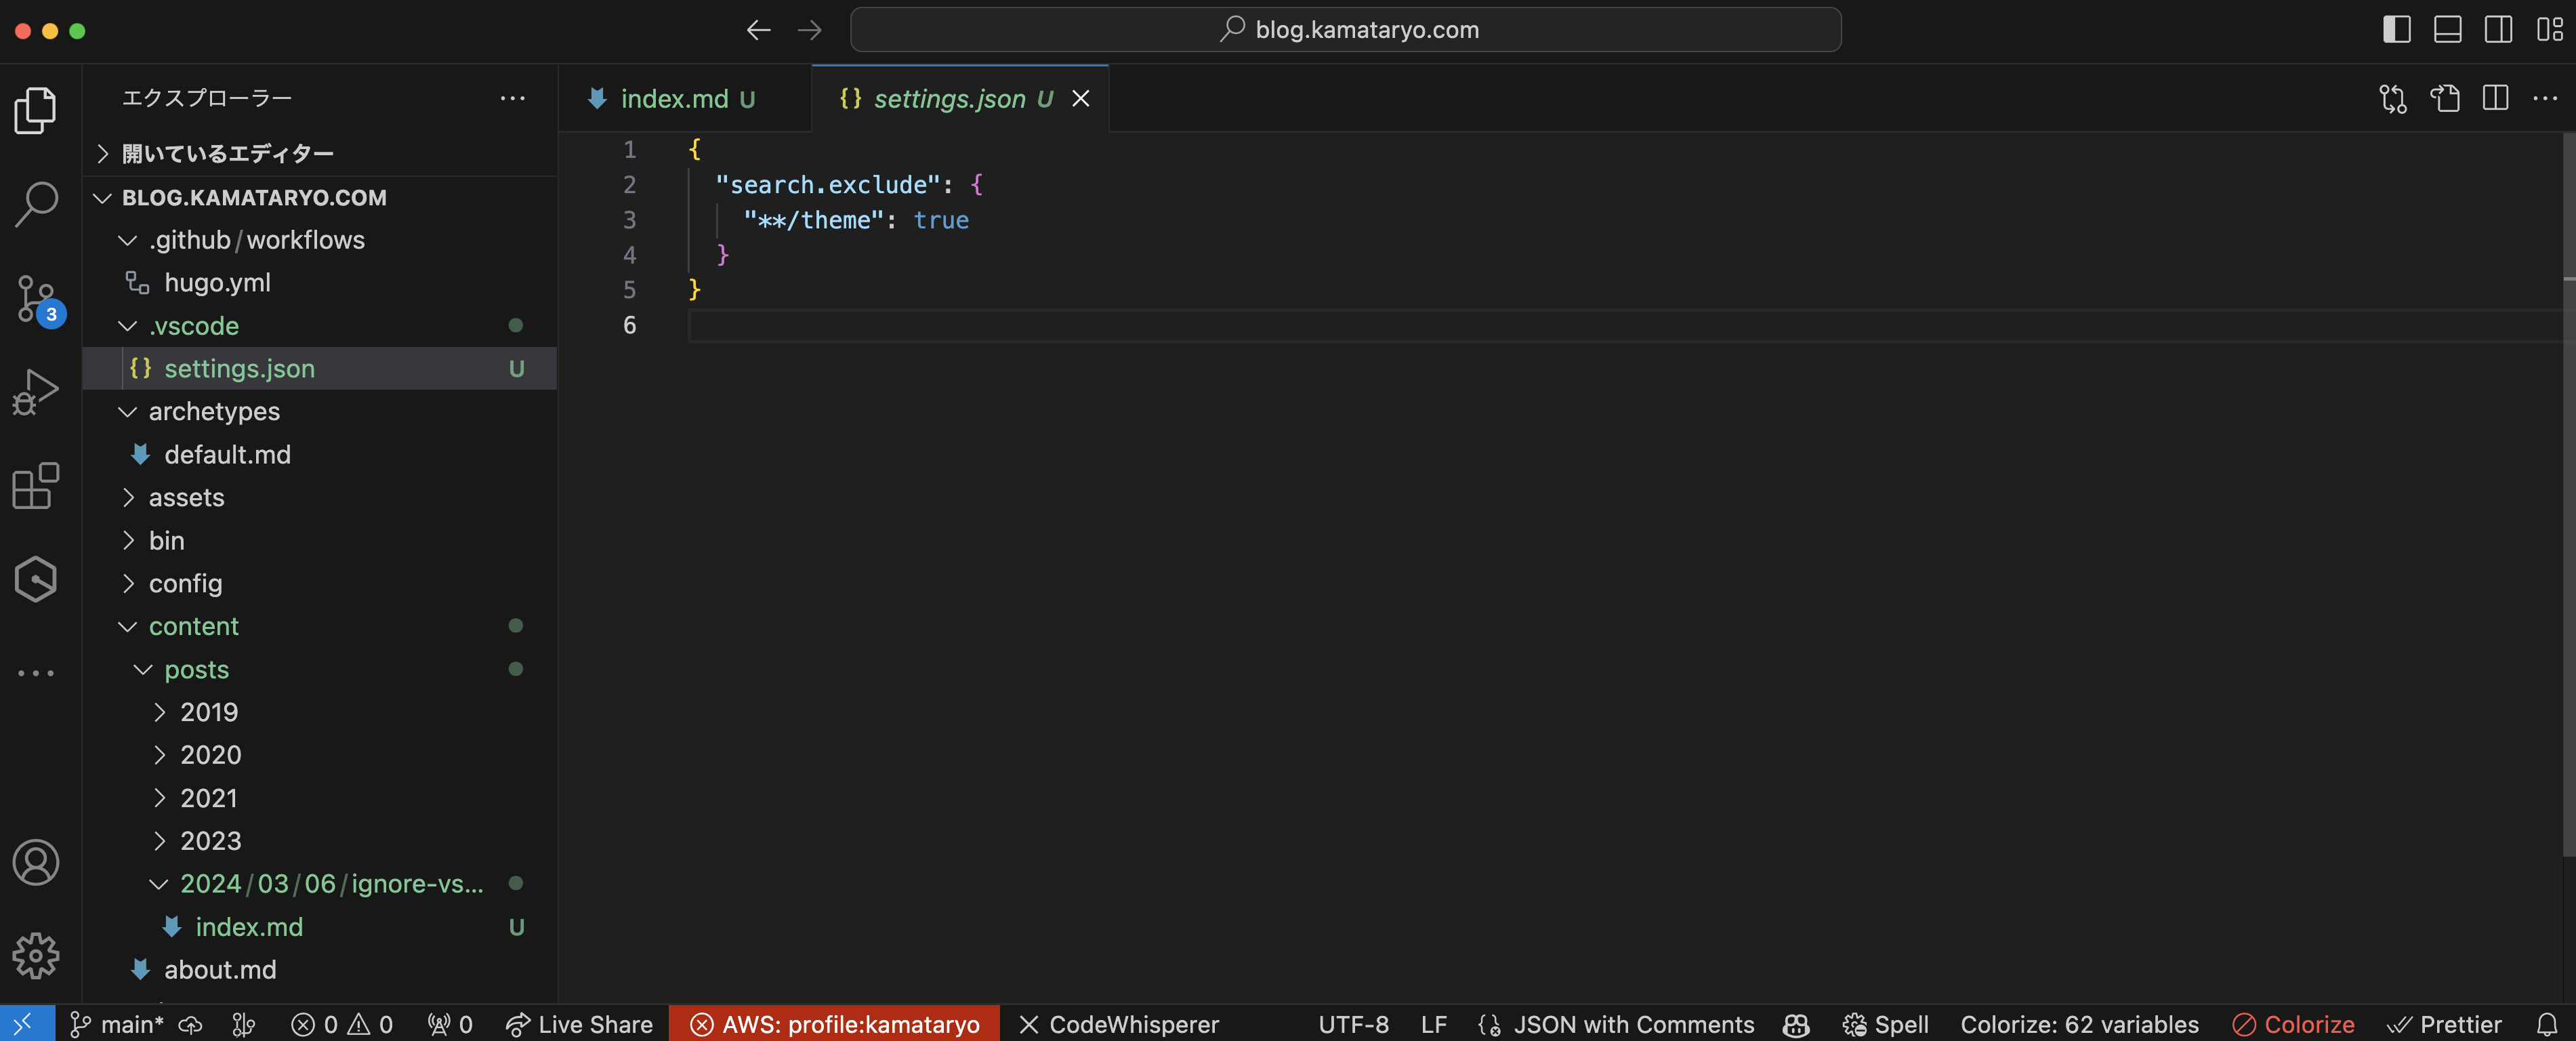 blog.kamataryo.com
エクスプローラー
開いているエディター
BLOG.KAMATARYO.COM
.github/workflows
hugo.yml
.vscode
settings.json U
archetypes
default.md
assets
bin
config
content
posts
2019
2020
2021
2023
2024/03/06/ignore-vs...
index.md U
about.md
index.md U
settings.json U
1 {
2 "search.exclude": {
3 "**/theme": true
4 }
5 }
6
3
main*
0 0
0
Live Share
AWS: profile:kamataryo
CodeWhisperer
UTF-8
LF
JSON with Comments
Spell
Colorize: 62 variables
Colorize
Prettier